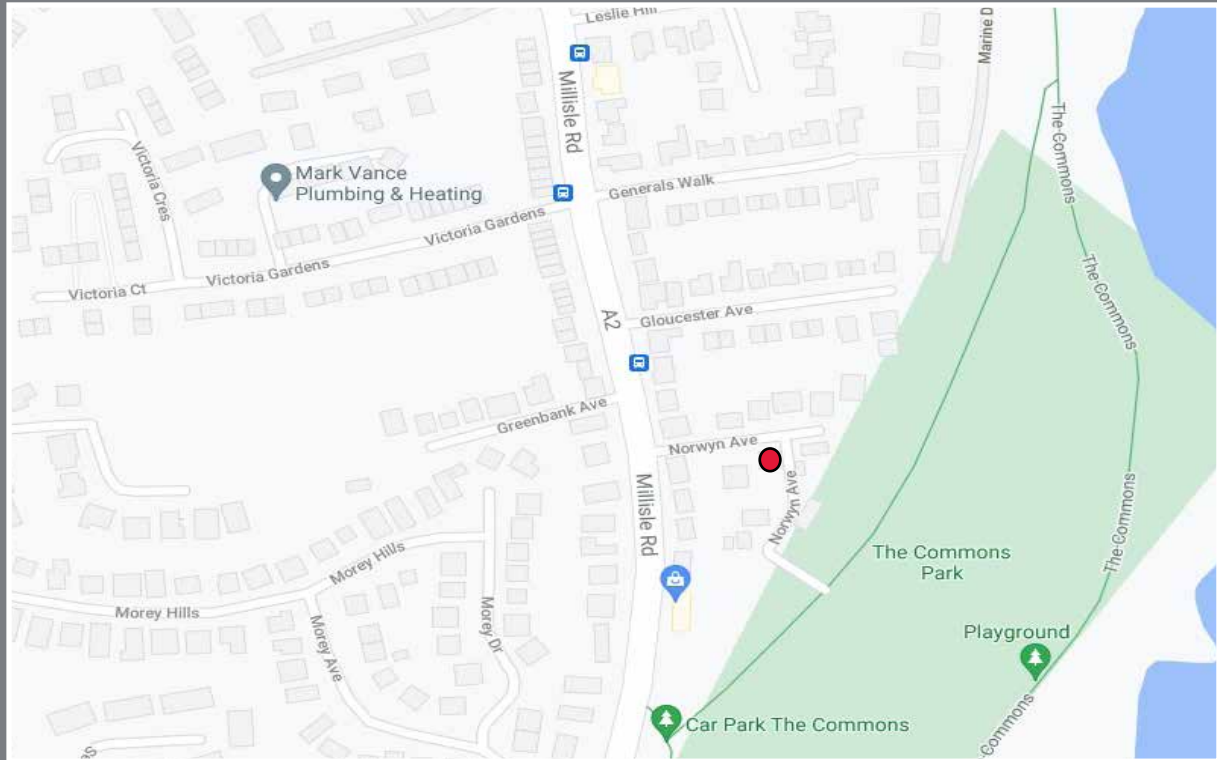 Leslie Hill
Marine D
Millisle Rd
The Commons
Victoria Cres
Mark Vance
Plumbing & Heating
Generals Walk
Victoria Gardens
Victoria Gardens
Victoria Ct
The Commons
A2
Gloucester Ave
Greenbank Ave
Norwyn Ave
Millisle Rd
Norwyn Ave
The Commons
Morey Hills
The Commons
Park
Morey Hills
Morey Ave
Morey Dr
Playground
Car Park The Commons
Commons
es